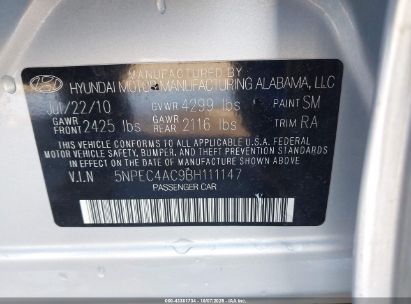 MANUFACTURED BY
HYUNDAI MOTOR MANUFACTURING ALABAMA, LLC
JUl/22/10 GVWR 4299 lbs PAINT SM
GAWR FRONT 2425 lbs GAWR REAR 2116 lbs TRIM RA
THIS VEHICLE CONFORMS TO ALL APPLICABLE U.S.A FEDERAL
MOTOR VEHICLE SAFETY, BUMPER, AND THEFT PREVENTION STANDARDS
IN EFFECT ON THE DATE OF MANUFACTURE SHOWN ABOVE.
V.I.N 5NPEC4AC9BH111147
PASSENGER CAR